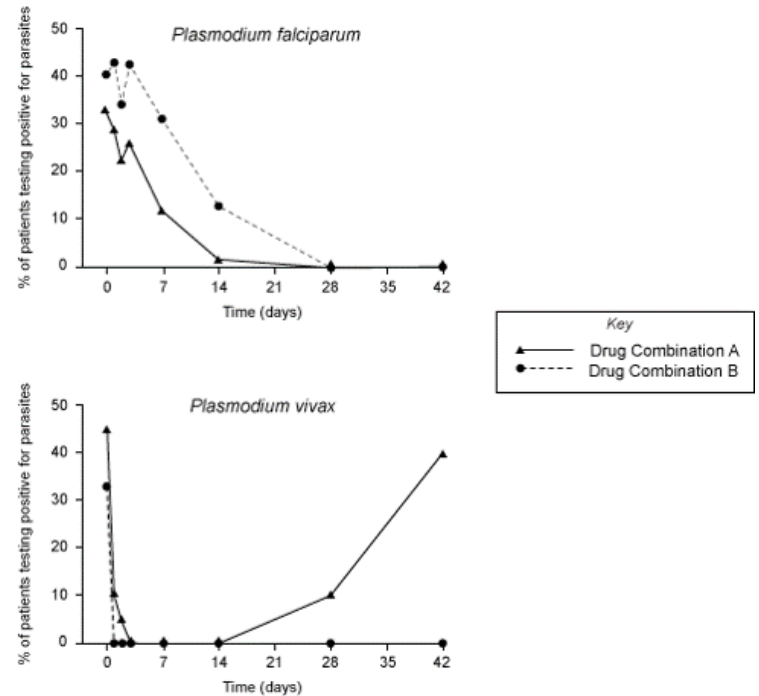 Plasmodium falciparum
% of patients testing positive for parasites
50
40
30
20
10
0
0 7 14 21 28 35 42
Time (days)
Key
Drug Combination A
Drug Combination B
Plasmodium vivax
% of patients testing positive for parasites
50
40
30
20
10
0
0 7 14 21 28 35 42
Time (days)